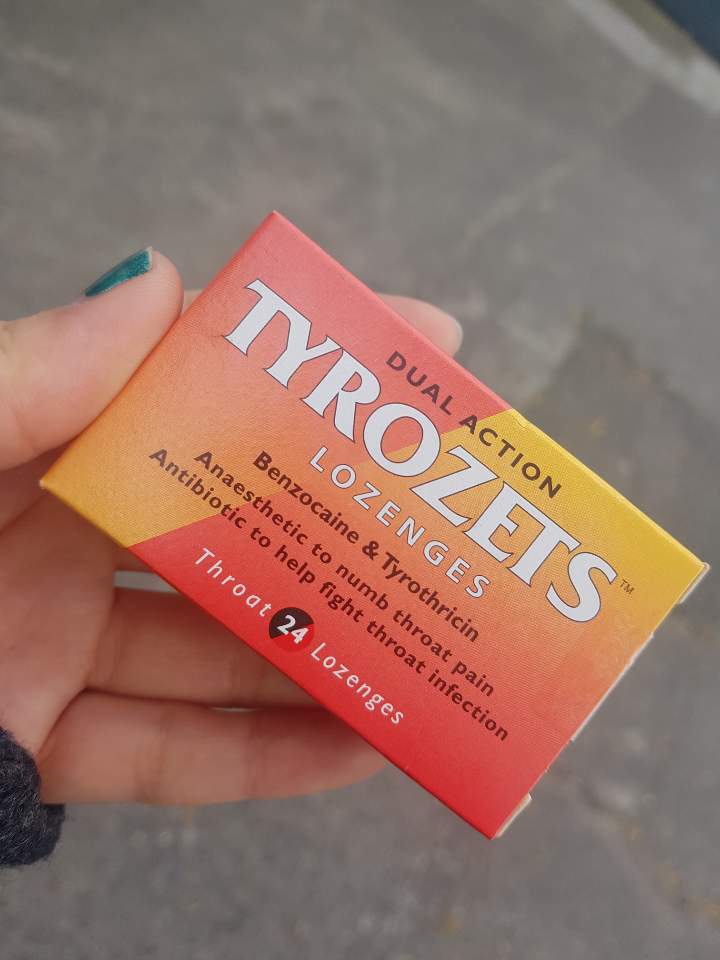 DUAL ACTION
TYROZETS™
LOZENGES
Benzocaine & Tyrothricin
Anaesthetic to numb throat pain
Antibiotic to help fight throat infection
Throat 24 Lozenges